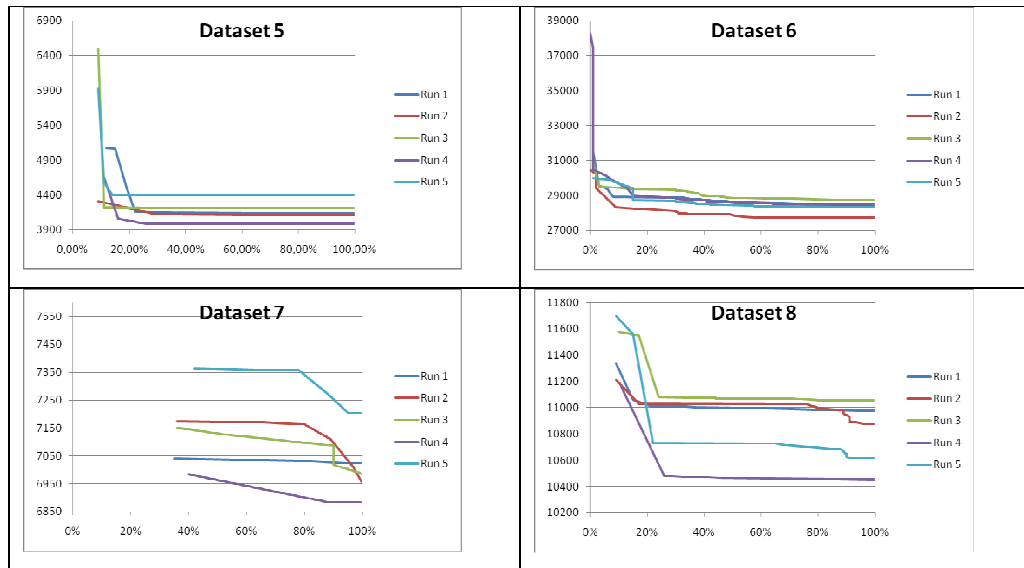 Dataset 5
6900
6400
5900
5400
4900
4400
3900
0,00% 20,00% 40,00% 60,00% 80,00% 100,00%
Run 1
Run 2
Run 3
Run 4
Run 5
Dataset 6
39000
37000
35000
33000
31000
29000
27000
0% 20% 40% 60% 80% 100%
Run 1
Run 2
Run 3
Run 4
Run 5
Dataset 7
7550
7450
7350
7250
7150
7050
6950
6850
0% 20% 40% 60% 80% 100%
Run 1
Run 2
Run 3
Run 4
Run 5
Dataset 8
11800
11600
11400
11200
11000
10800
10600
10400
10200
0% 20% 40% 60% 80% 100%
Run 1
Run 2
Run 3
Run 4
Run 5